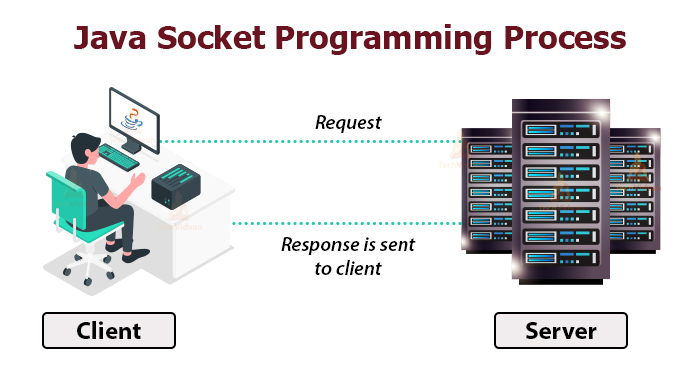 Java Socket Programming Process
Request
Response is sent
to client
Client
Server